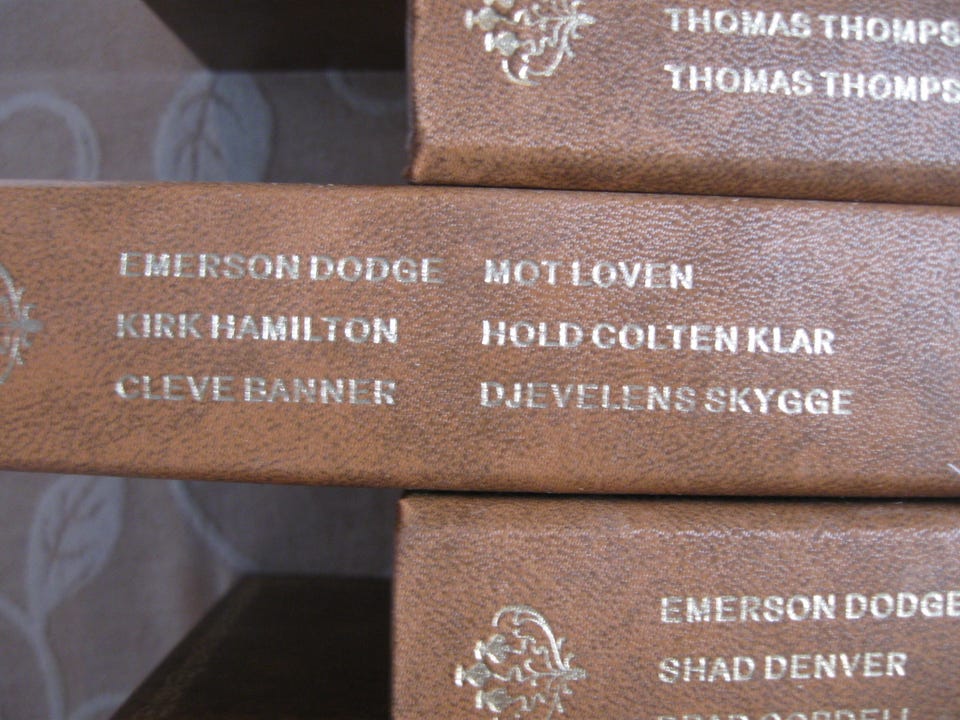 THOMAS THOMPS
THOMAS THOMPS
EMERSON DODGE MOT LOVEN
KIRK HAMILTON HOLD COLTEN KLAR
CLEVE BANNER DJEVELENS SKYGGE
EMERSON DODGE
SHAD DENVER